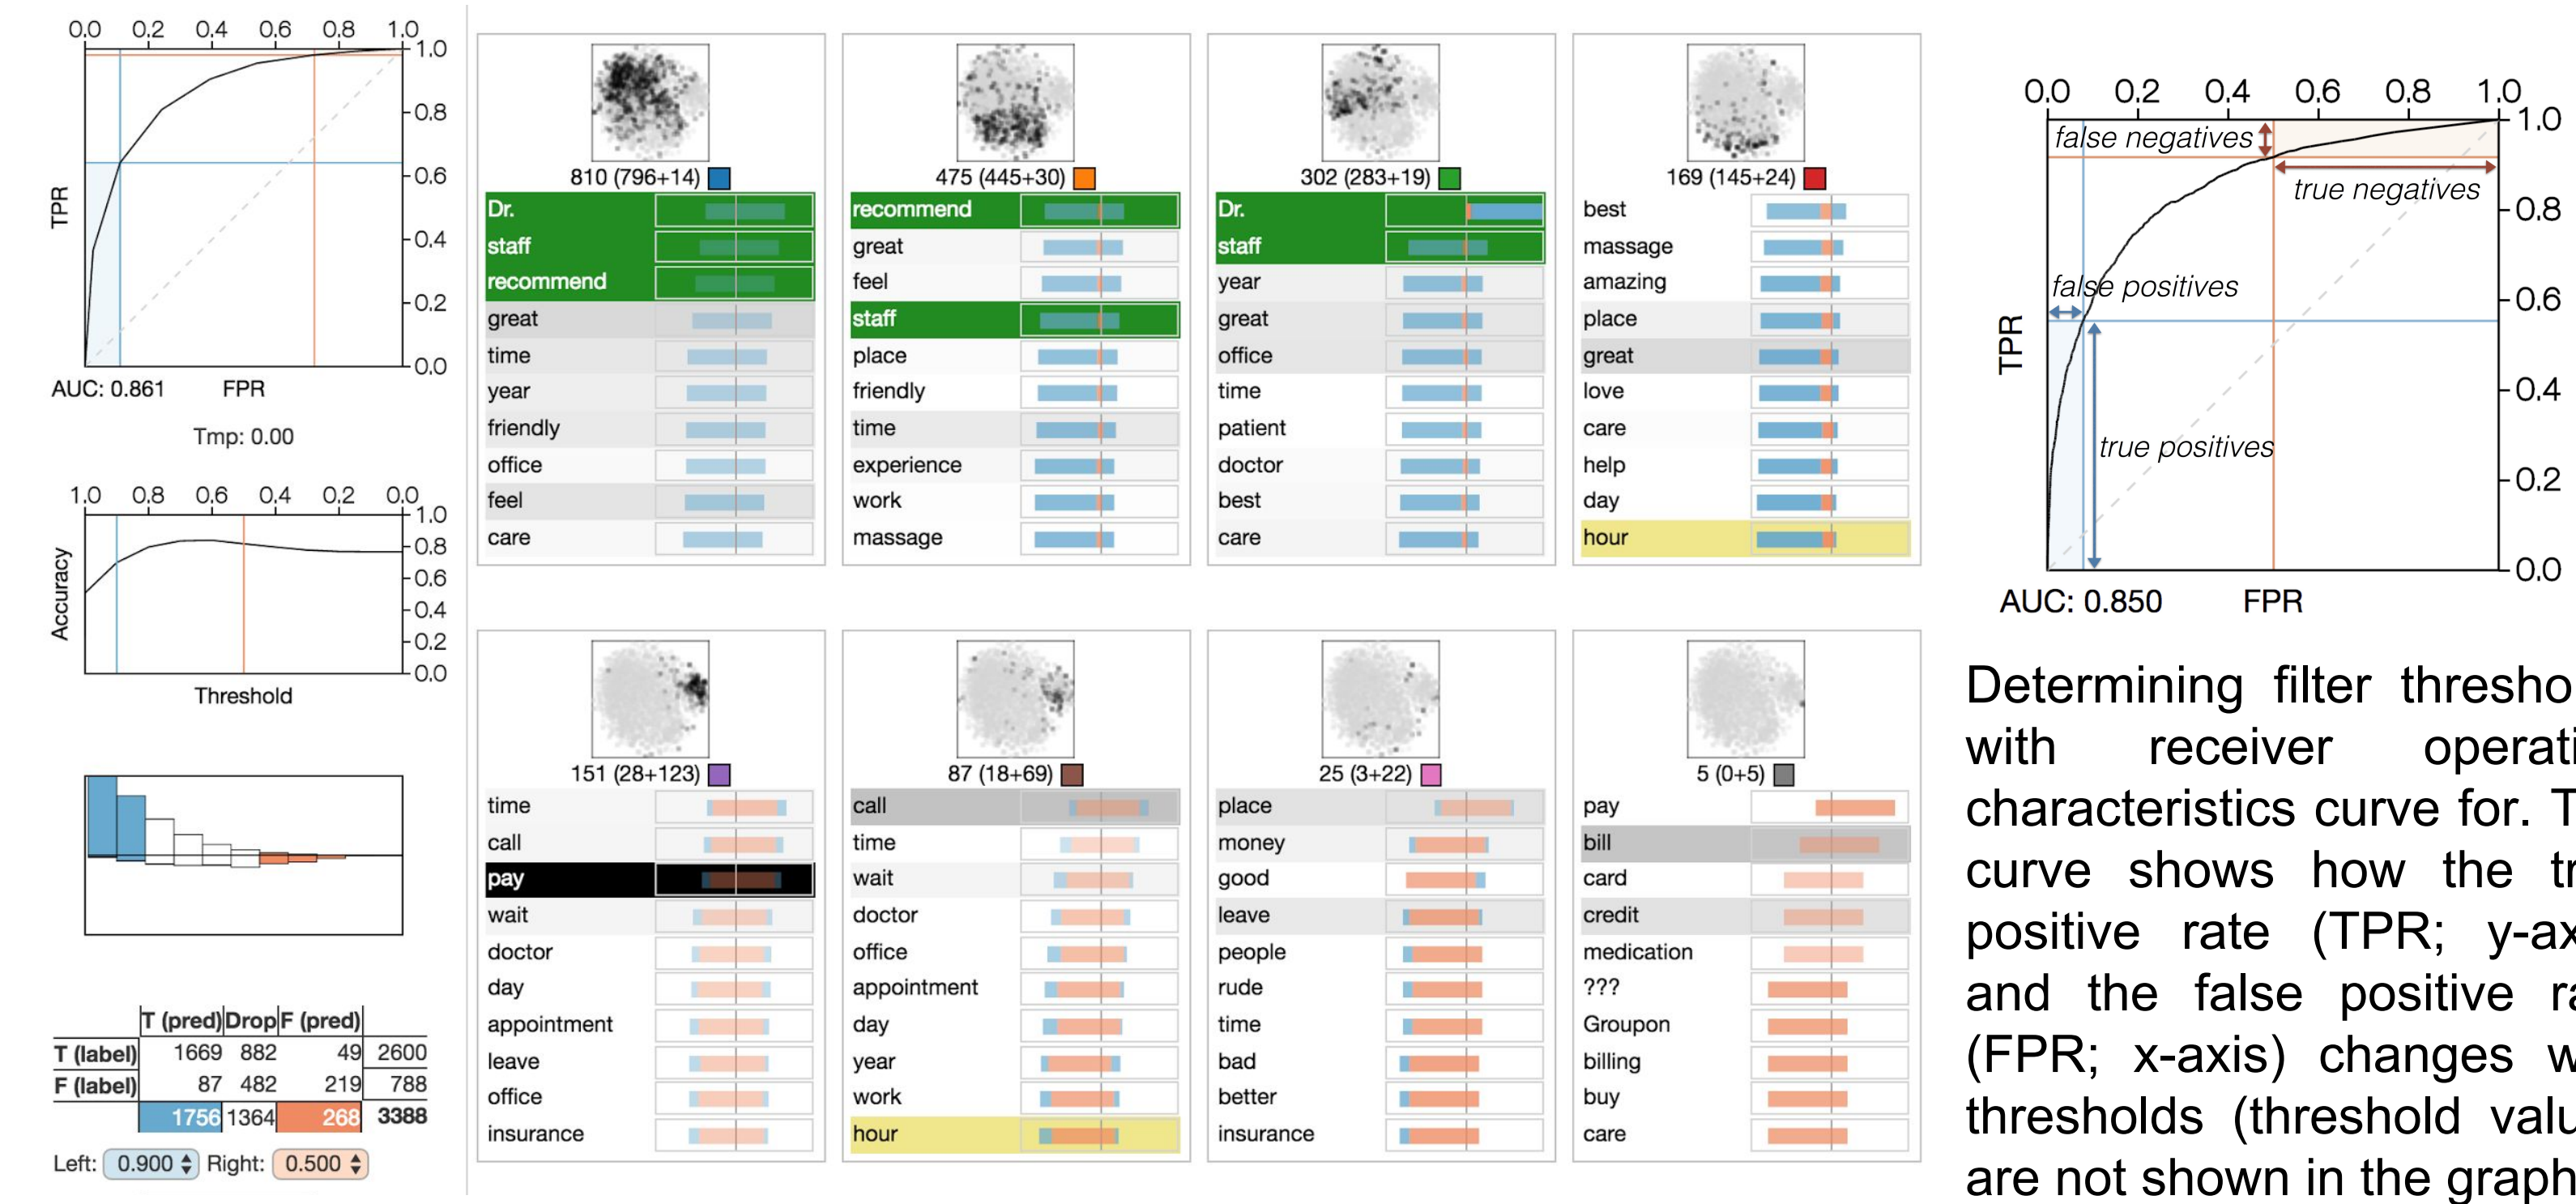 0.0 0.2 0.4 0.6 0.8 1.0
1.0
0.8
0.6
0.4
0.2
0.0
TPR
AUC: 0.861 FPR
Tmp: 0.00
1.0 0.8 0.6 0.4 0.2 0.0
1.0
0.8
0.6
0.4
0.2
0.0
Accuracy
Threshold
T (pred) Drop F (pred)
T (label) 1669 882 49 2600
F (label) 87 482 219 788
1756 1364 268 3388
Left: 0.900 Right: 0.500
810 (796+14)
Dr.
staff
recommend
great
time
year
friendly
office
feel
care
475 (445+30)
recommend
great
feel
staff
place
friendly
time
experience
work
massage
302 (283+19)
Dr.
staff
year
great
office
time
patient
doctor
best
care
169 (145+24)
best
massage
amazing
place
great
love
care
help
day
hour
151 (28+123)
time
call
pay
wait
doctor
day
appointment
leave
office
insurance
87 (18+69)
call
time
wait
doctor
office
appointment
day
year
work
hour
25 (3+22)
place
money
good
leave
people
rude
time
bad
better
insurance
5 (0+5)
pay
bill
card
credit
medication
???
Groupon
billing
buy
care
0.0 0.2 0.4 0.6 0.8 1.0
1.0
0.8
0.6
0.4
0.2
0.0
false negatives
true negatives
false positives
true positives
TPR
AUC: 0.850 FPR
Determining filter thresho
with receiver operati
characteristics curve for. T
curve shows how the tr
positive rate (TPR; y-ax
and the false positive ra
(FPR; x-axis) changes w
thresholds (threshold valu
are not shown in the graph